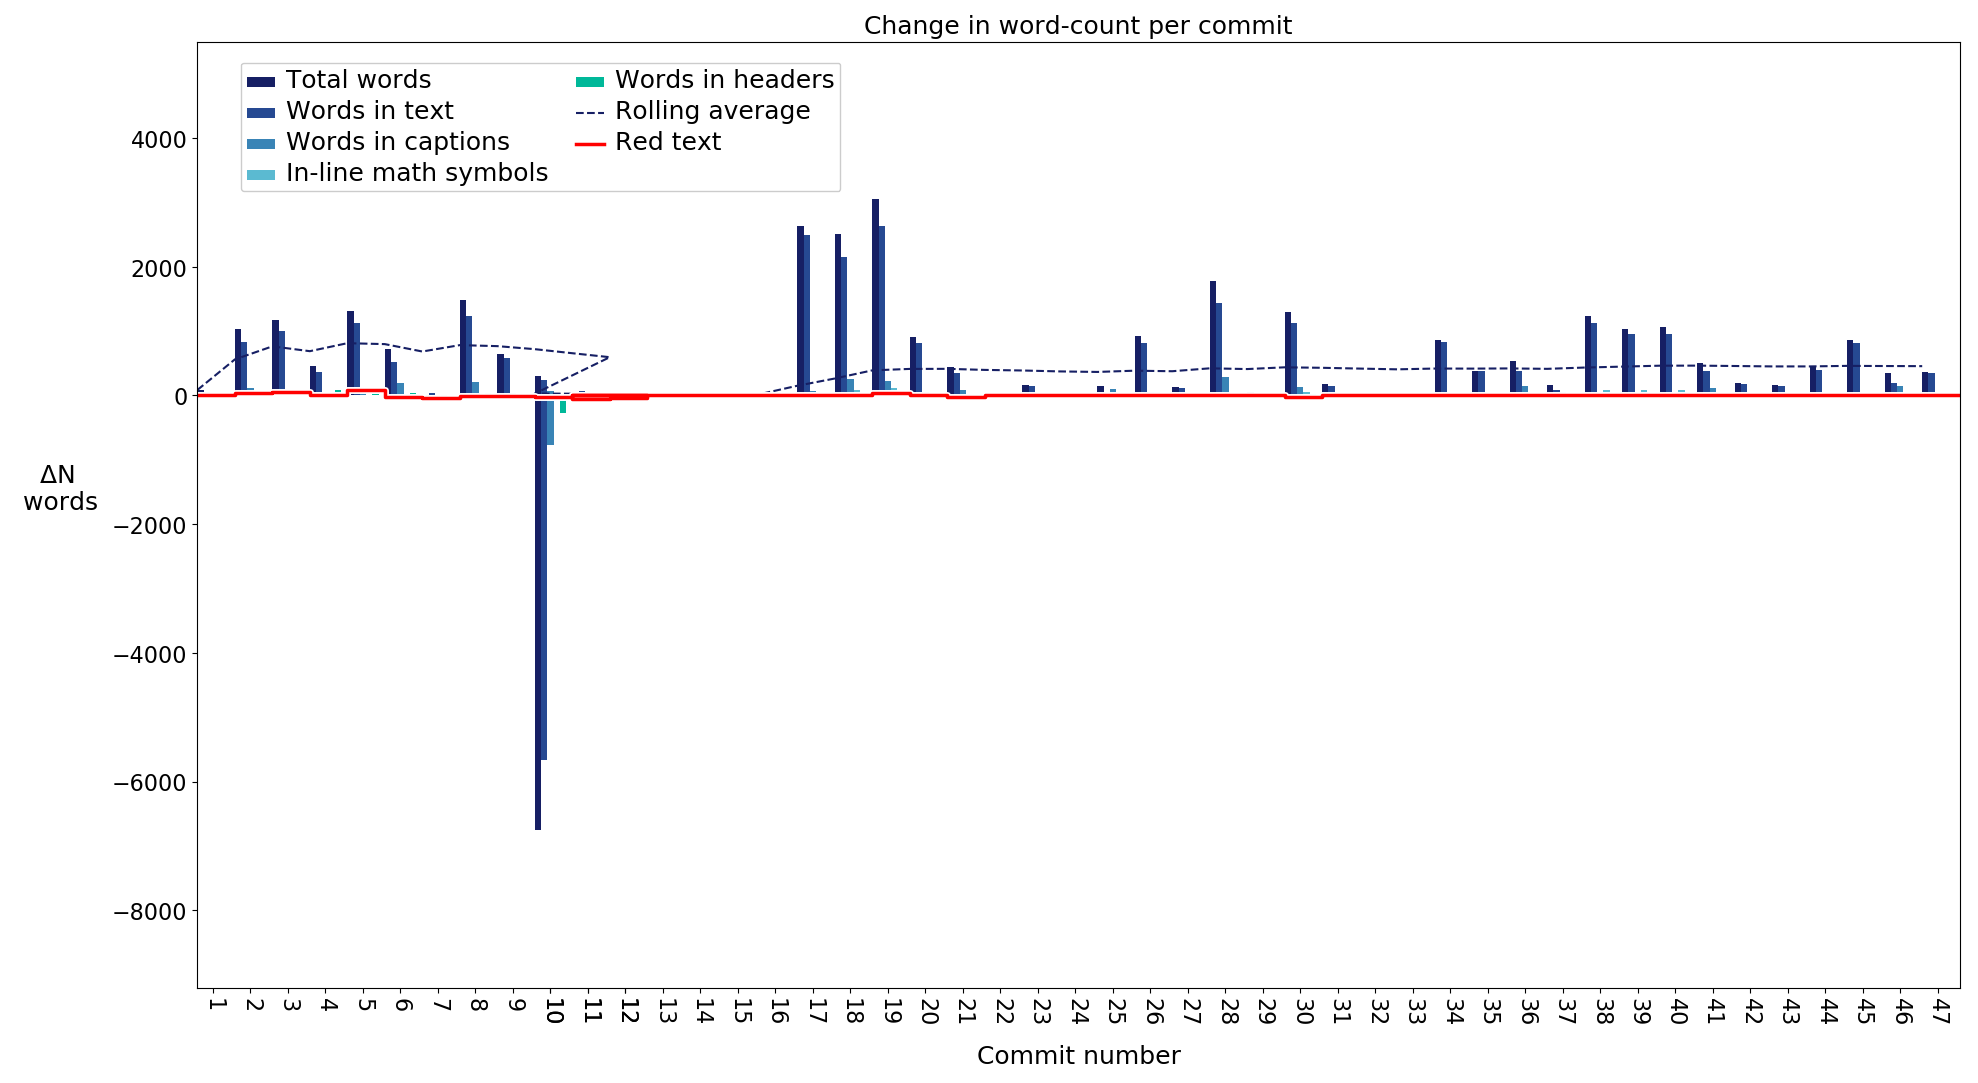 Change in word-count per commit
Total words
Words in text
Words in captions
In-line math symbols
Words in headers
Rolling average
Red text
4000
2000
0
−2000
−4000
−6000
−8000
ΔN
words
1 2 3 4 5 6 7 8 9 10 11 12 13 14 15 16 17 18 19 20 21 22 23 24 25 26 27 28 29 30 31 32 33 34 35 36 37 38 39 40 41 42 43 44 45 46 47
Commit number